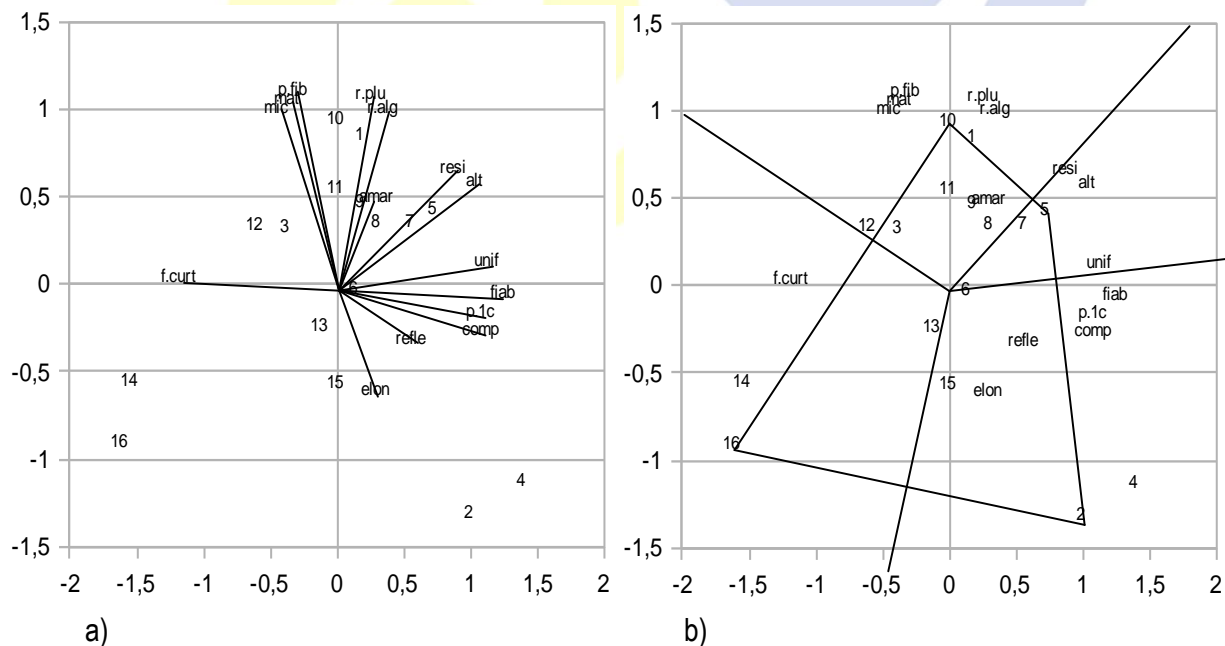 1,5
1
0,5
0
-0,5
-1
-1,5
-2
-1
-1
-0,5
0
0,5
1
1,5
2
p.fib
mat
mic
r.plu
r.alg
10
1
resi
alt
11
9
amar
5
8
7
12
3
unif
f.curt
6
fiab
p.1c
comp
refle
13
elon
15
14
16
4
2
a)
1,5
1
0,5
0
-0,5
-1
-1,5
-2
-1
-1
-0,5
0
0,5
1
1,5
2
p.fib
mat
mic
r.plu
r.alg
10
1
resi
alt
11
9
amar
5
8
7
12
3
unif
f.curt
6
fiab
p.1c
comp
refle
13
elon
15
14
16
4
2
b)